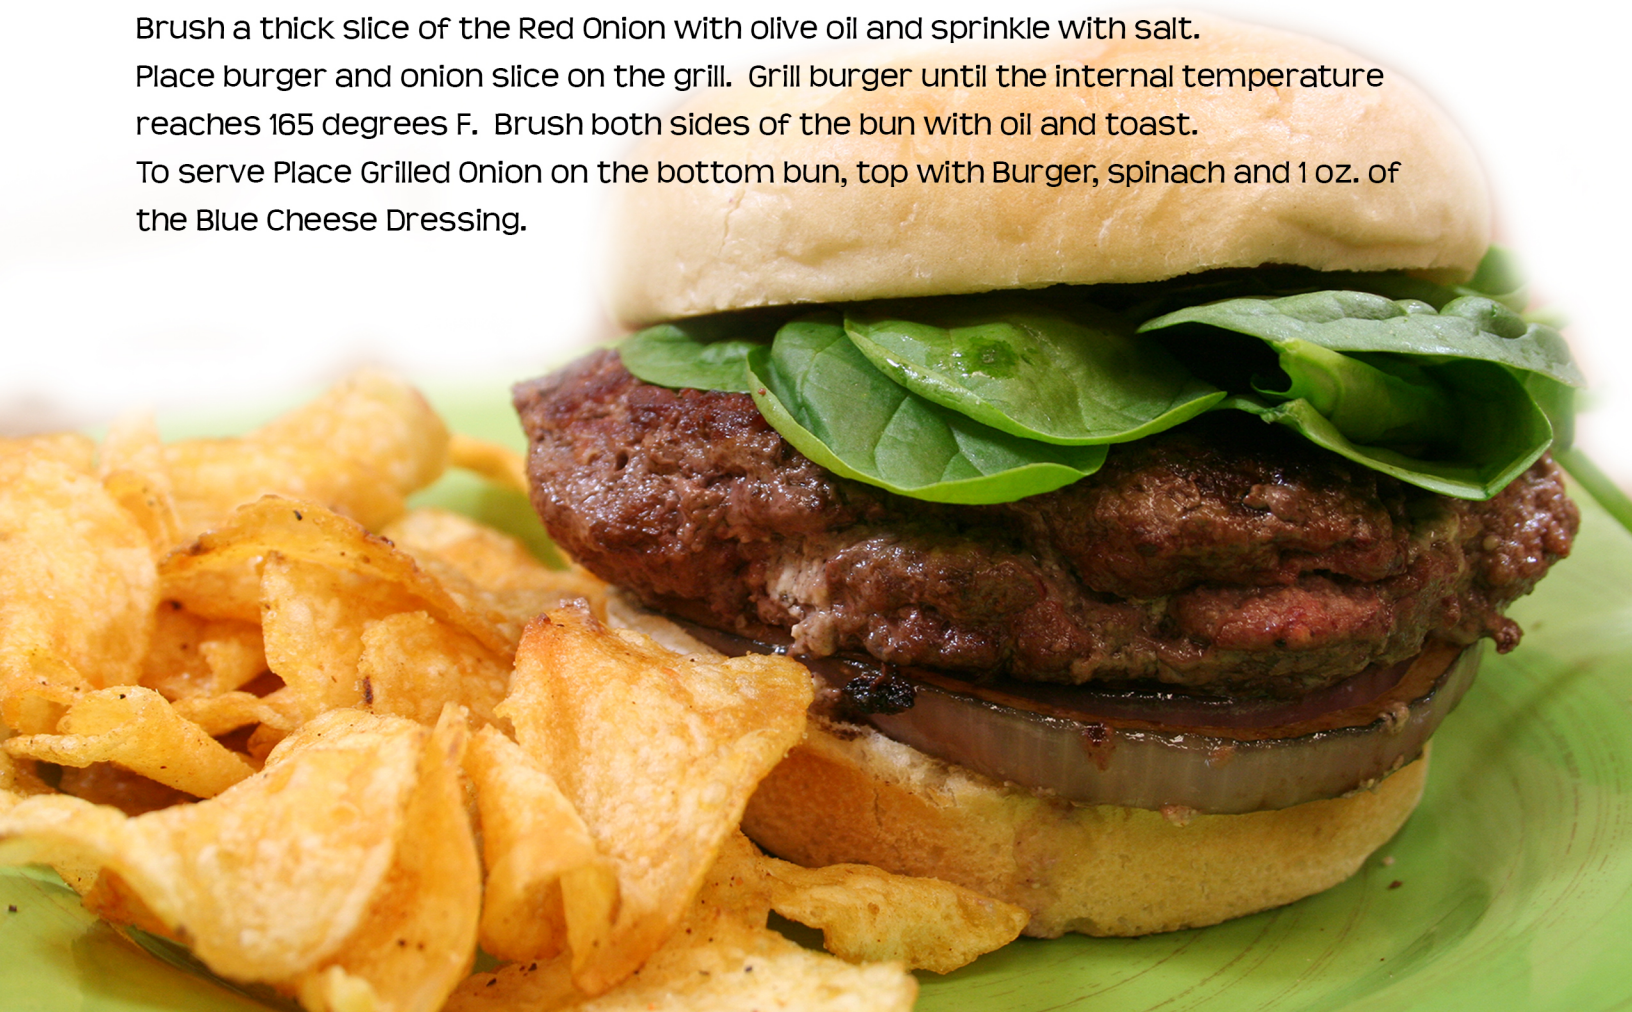 Brush a thick slice of the Red Onion with olive oil and sprinkle with salt.
Place burger and onion slice on the grill.  Grill burger until the internal temperature
reaches 165 degrees F.  Brush both sides of the bun with oil and toast.
To serve Place Grilled Onion on the bottom bun, top with Burger, spinach and 1 oz. of
the Blue Cheese Dressing.